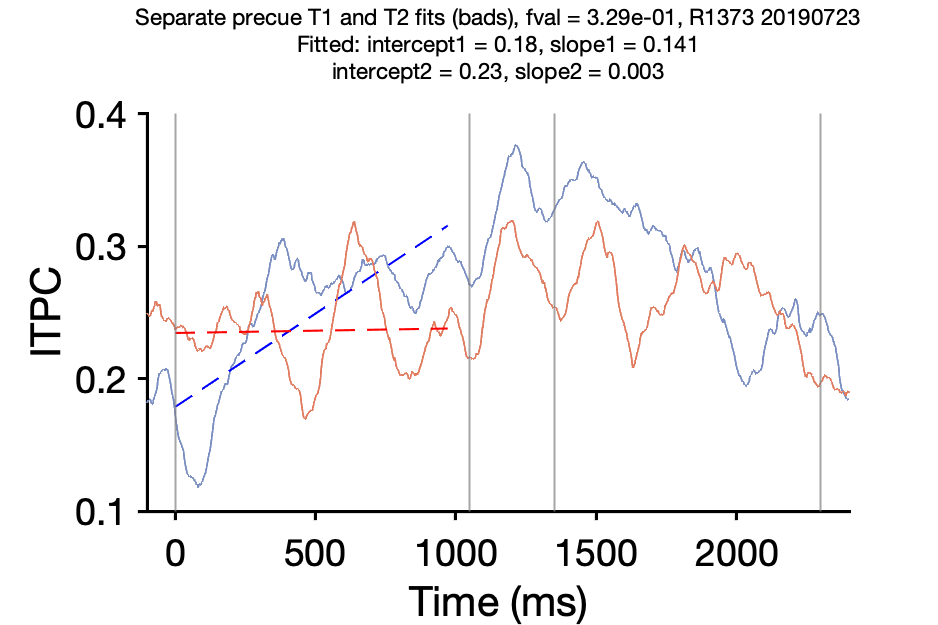 Separate precue T1 and T2 fits (bads), fval = 3.29e-01, R1373 20190723
Fitted: intercept1 = 0.18, slope1 = 0.141
intercept2 = 0.23, slope2 = 0.003
0.4
0.3
0.2
0.1
ITPC
0 500 1000 1500 2000
Time (ms)